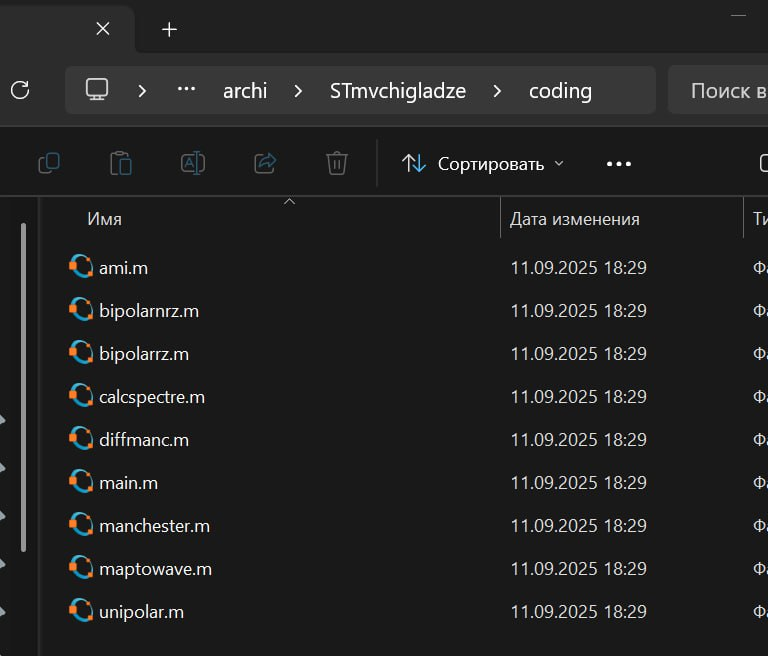 archi STmvchigladze coding Поиск в
Сортировать
Имя Дата изменения
ami.m 11.09.2025 18:29
bipolarnrz.m 11.09.2025 18:29
bipolarrz.m 11.09.2025 18:29
calcspectre.m 11.09.2025 18:29
diffmanc.m 11.09.2025 18:29
main.m 11.09.2025 18:29
manchester.m 11.09.2025 18:29
maptowave.m 11.09.2025 18:29
unipolar.m 11.09.2025 18:29